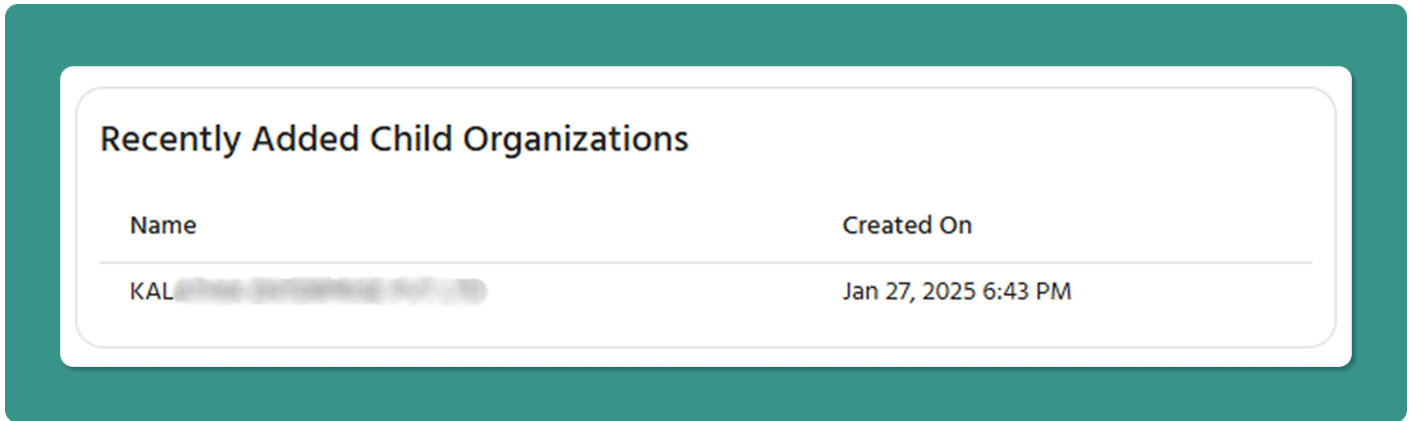 Recently Added Child Organizations
Name Created On
KAL Jan 27, 2025 6:43 PM